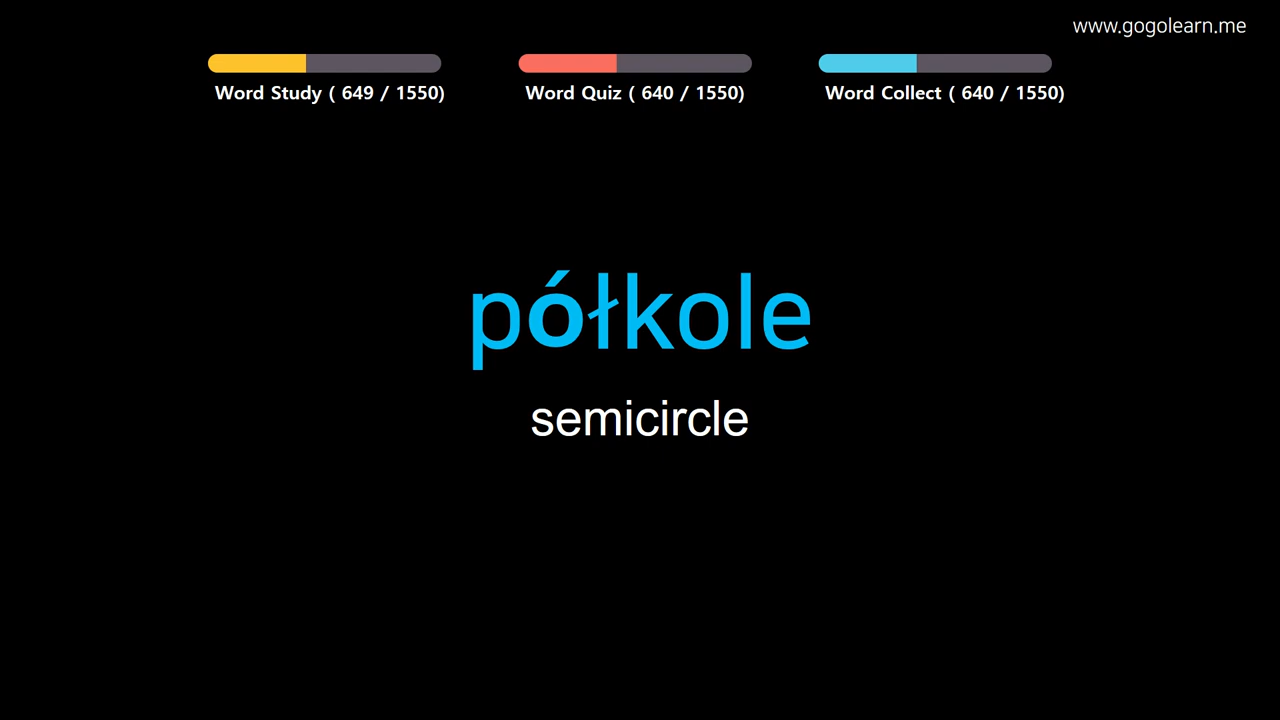 www.gogolearn.me
Word Study ( 649 / 1550)
Word Quiz ( 640 / 1550)
Word Collect ( 640 / 1550)
półkole
semicircle